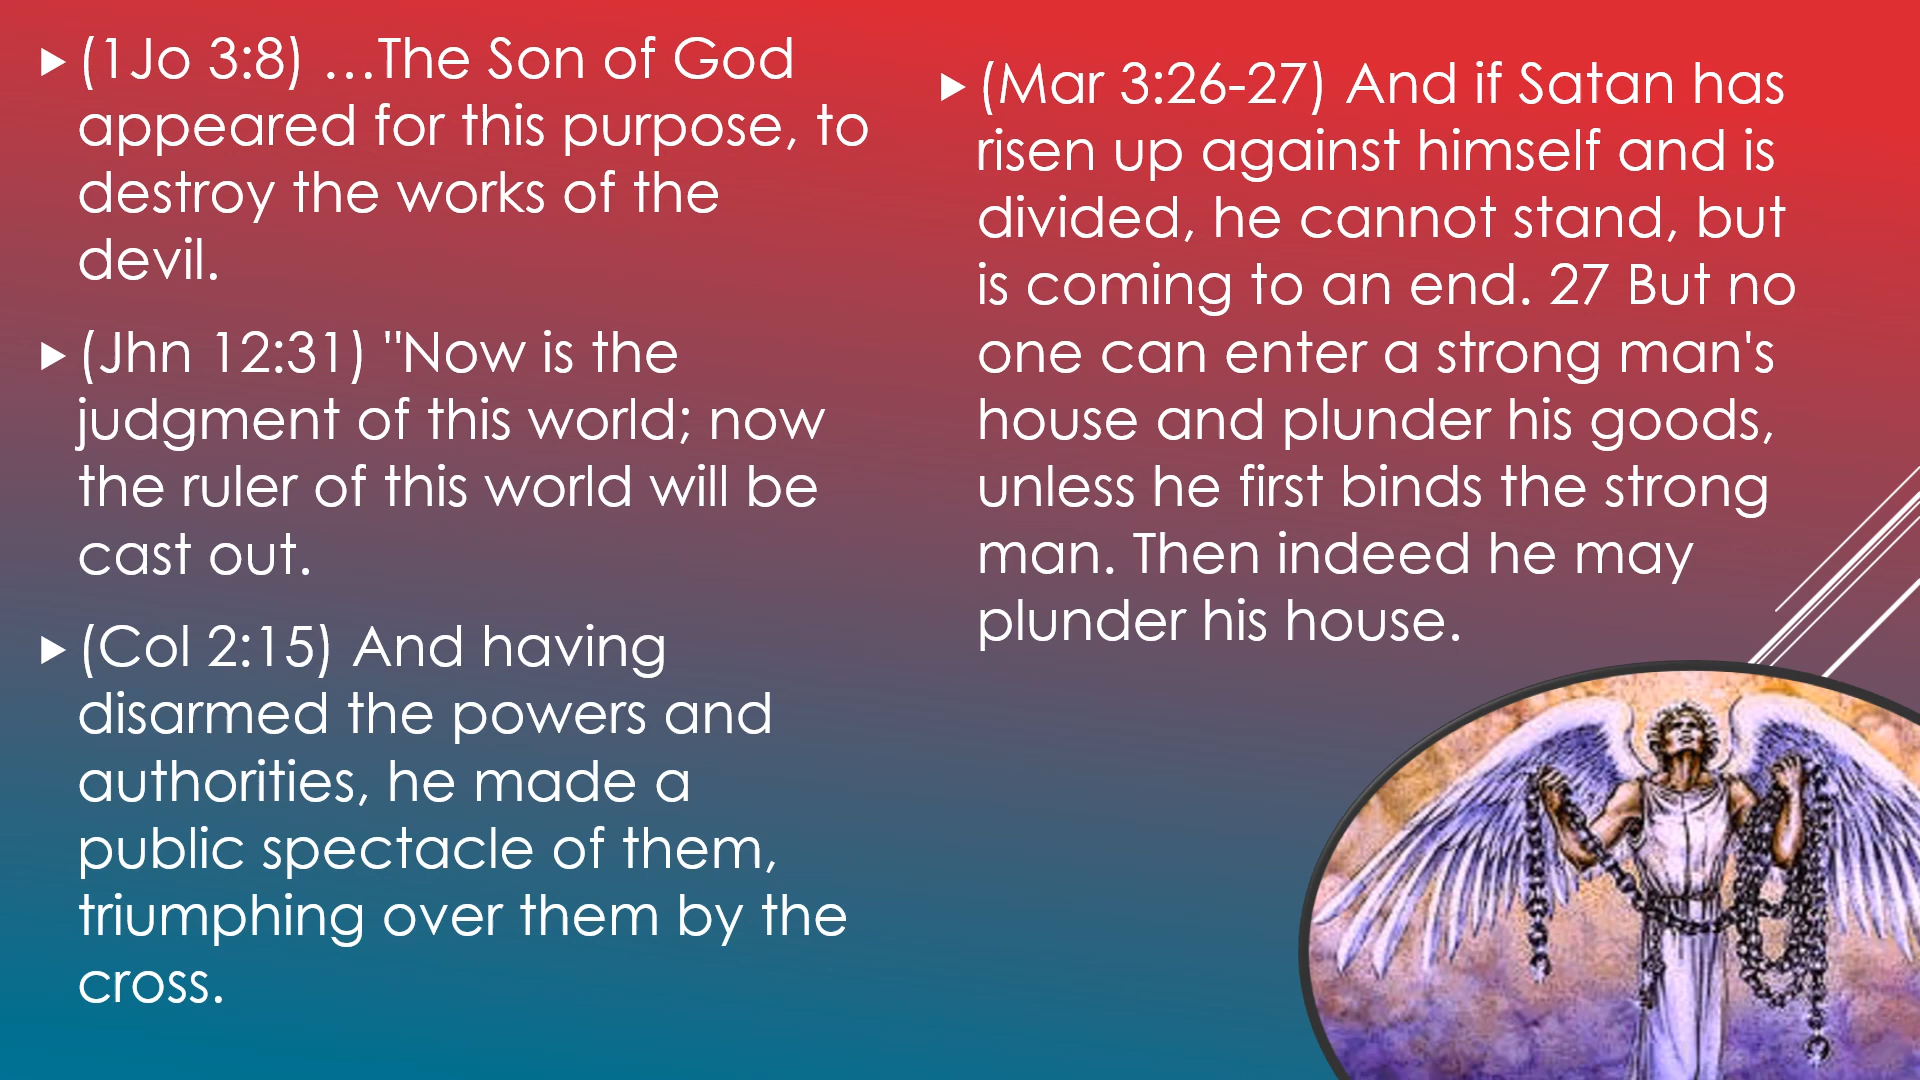 (1Jo 3:8) …The Son of God
appeared for this purpose, to
destroy the works of the
devil.
(Jhn 12:31) "Now is the
judgment of this world; now
the ruler of this world will be
cast out.
(Col 2:15) And having
disarmed the powers and
authorities, he made a
public spectacle of them,
triumphing over them by the
cross.
(Mar 3:26-27) And if Satan has
risen up against himself and is
divided, he cannot stand, but
is coming to an end. 27 But no
one can enter a strong man's
house and plunder his goods,
unless he first binds the strong
man. Then indeed he may
plunder his house.